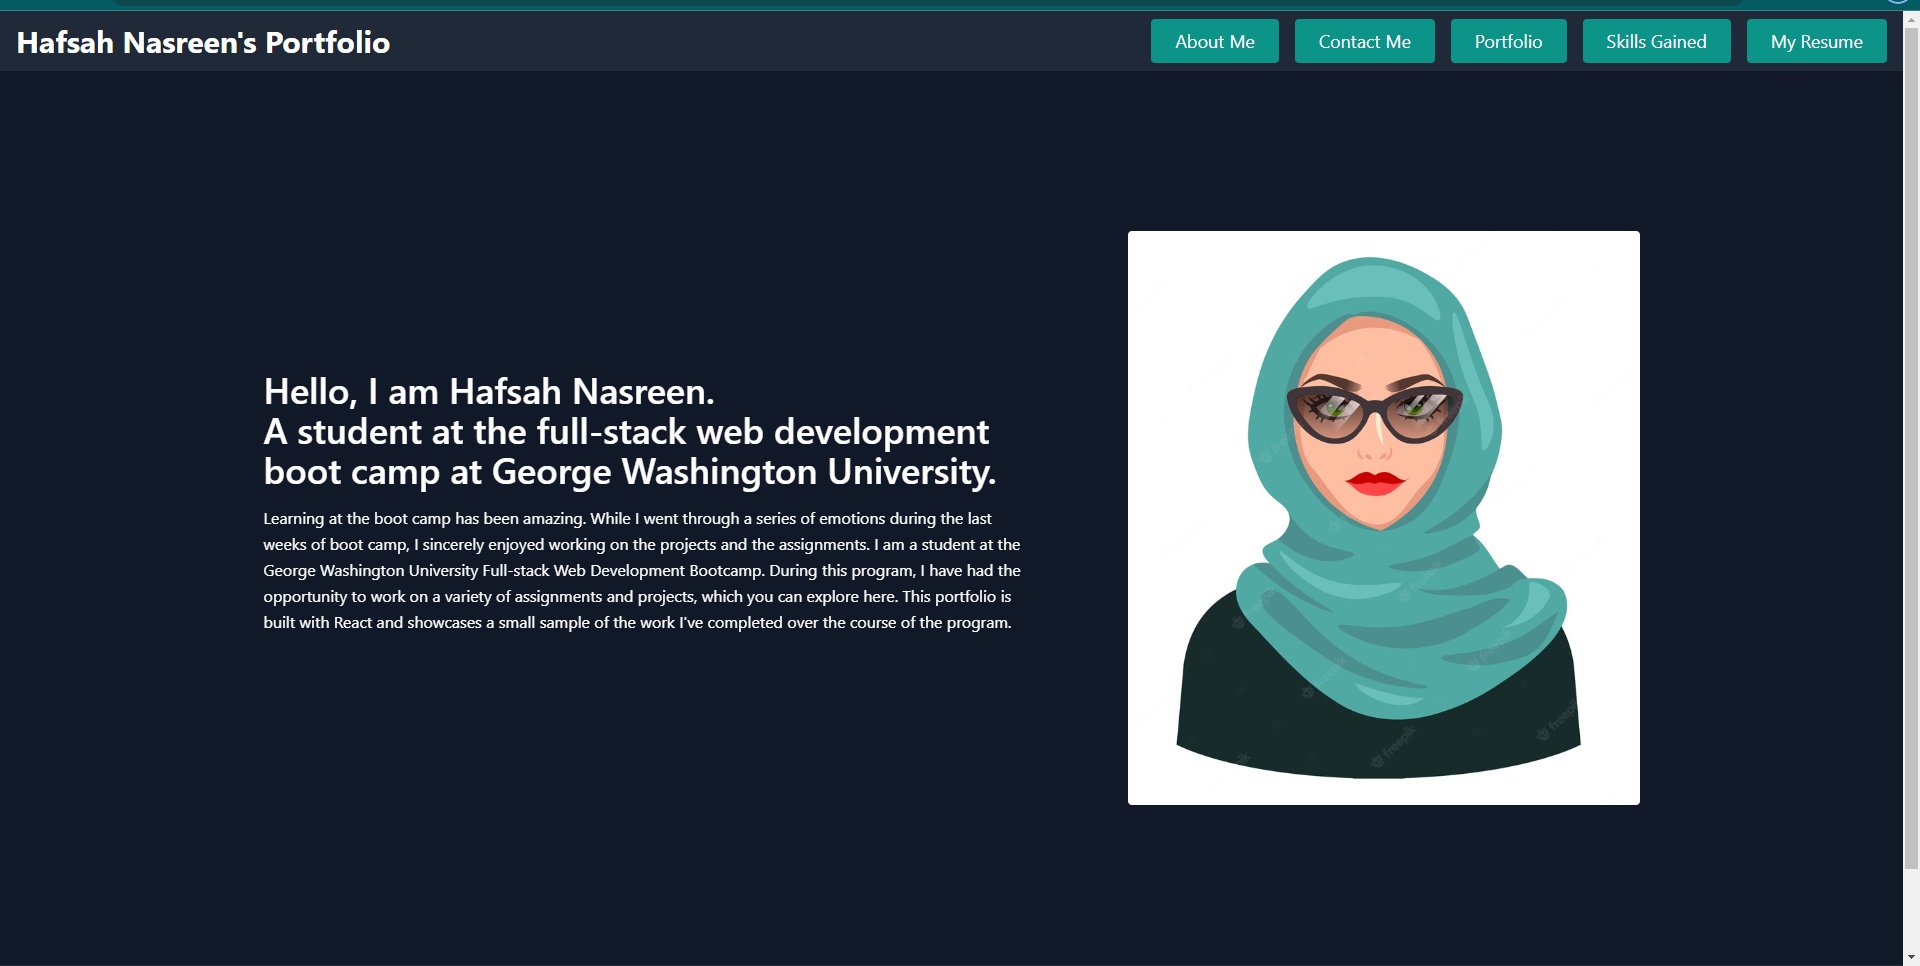 Hafsah Nasreen's Portfolio
About Me
Contact Me
Portfolio
Skills Gained
My Resume
Hello, I am Hafsah Nasreen.
A student at the full-stack web development
boot camp at George Washington University.
Learning at the boot camp has been amazing. While I went through a series of emotions during the last
weeks of boot camp, I sincerely enjoyed working on the projects and the assignments. I am a student at the
George Washington University Full-stack Web Development Bootcamp. During this program, I have had the
opportunity to work on a variety of assignments and projects, which you can explore here. This portfolio is
built with React and showcases a small sample of the work I've completed over the course of the program.
freepik
freepik
freepik
freepik
freepik